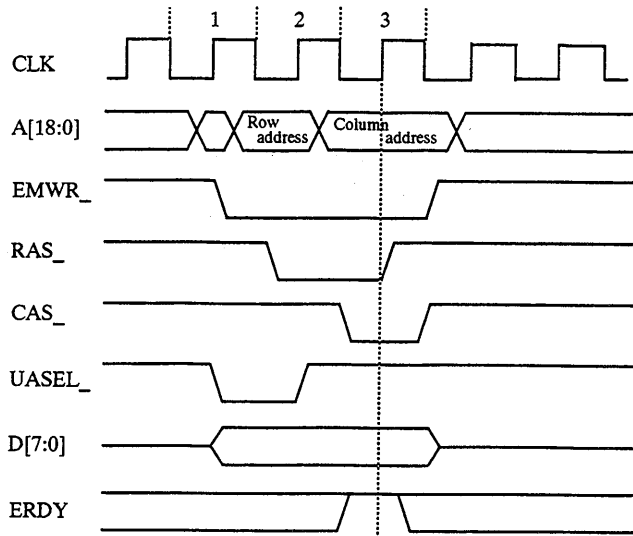 1 2 3
CLK
A[18:0]
Row
address
Column
address
EMWR_
RAS_
CAS_
UASEL_
D[7:0]
ERDY